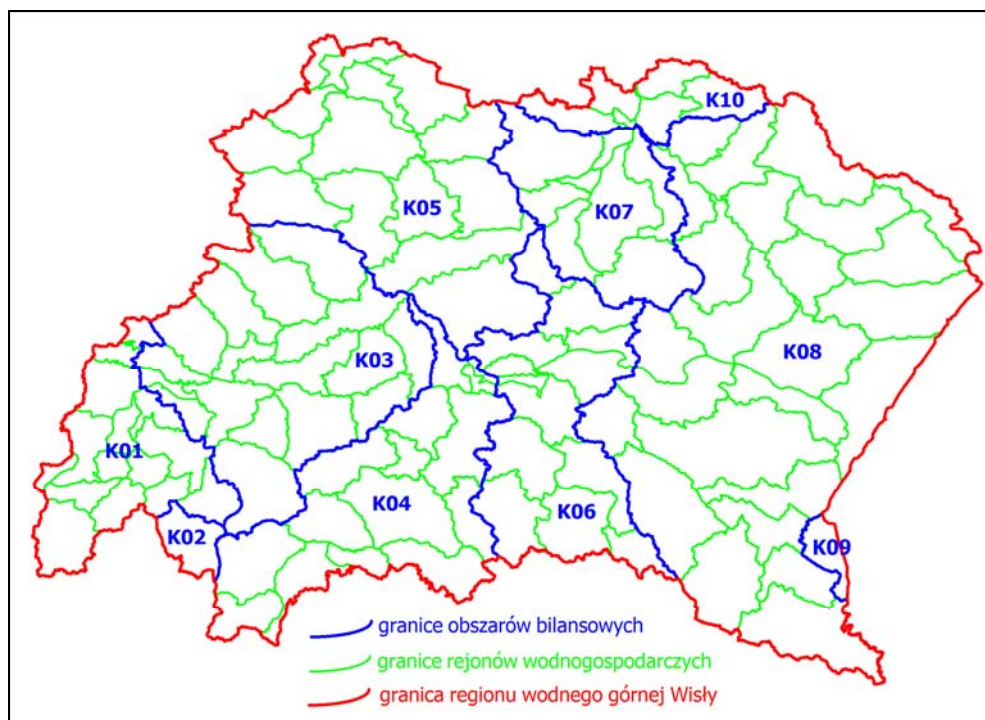 K10
K05
K07
K03
K08
K01
K04
K06
K02
K09
granice obszarów bilansowych
granice rejonów wodnogospodarczych
granica regionu wodnego górnej Wisły